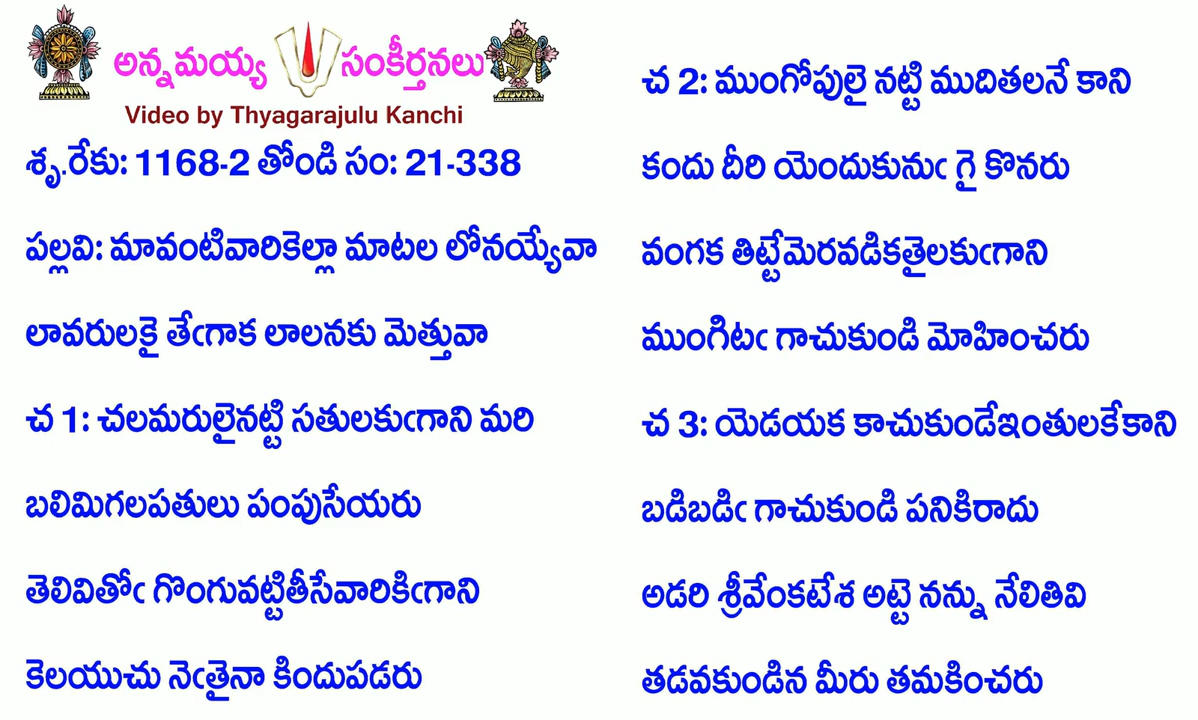 అన్నమయ్య సంకీర్తనలు
Video by Thyagarajulu Kanchi
శృ.రేకు: 1168-2 తోండి సం: 21-338
పల్లవి: మావంటివారికెల్లా మాటల లోనయ్యేవా
లావరులకై తేఁగాక లాలనకు మెత్తువా
చ 1: చలమరులైనట్టి సతులకుఁగాని మరి
బలిమిగలపతులు పంపుసేయరు
తెలివితోఁ గొంగువట్టితీసేవారికిఁగాని
కెలయుచు నెఁతైనా కిందుపడరు
చ 2: ముంగోపులై నట్టి ముదితలనే కాని
కందు దీరి యెందుకునుఁ గై కొనరు
వంగక తిట్టేమెరవడికతైలకుఁగాని
ముంగిటఁ గాచుకుండి మోహించరు
చ 3: యెడయక కాచుకుండేఇంతులకేకాని
బడిబడిఁ గాచుకుండి పనికిరాదు
అడరి శ్రీవేంకటేశ అట్టె నన్ను నేలితివి
తడవకుండిన మీరు తమకించరు